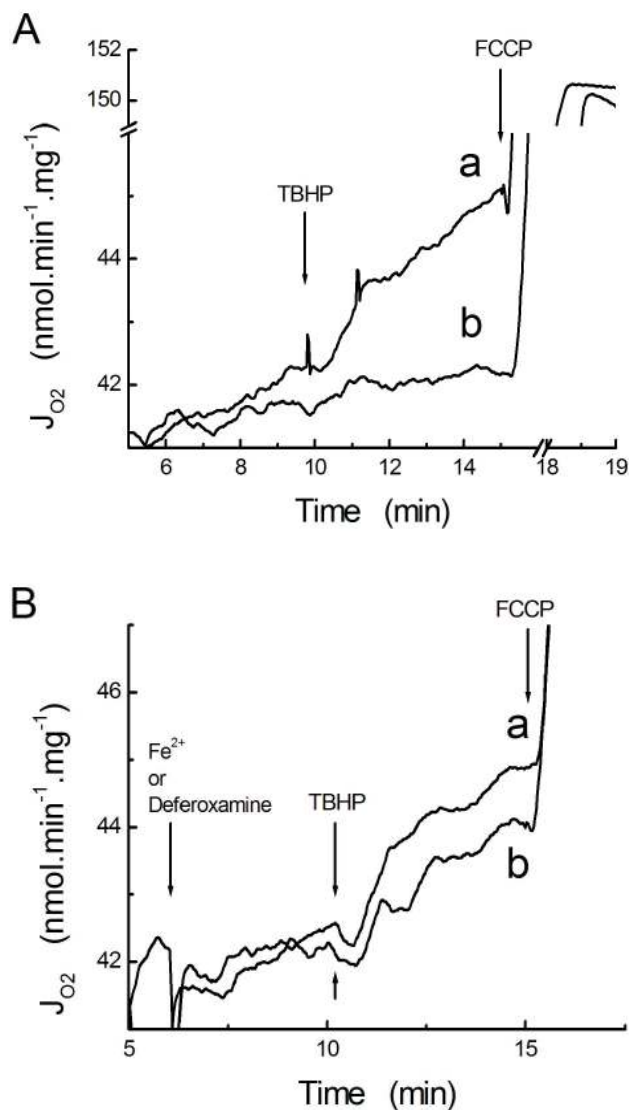 A
152
150
FCCP
a
TBHP
44
b
42
J_O2 (nmol.min⁻¹.mg⁻¹)
6 8 10 12 14 18 19
Time (min)
B
FCCP
46
a
Fe²⁺
or
Deferoxamine
TBHP
44
b
42
J_O2 (nmol.min⁻¹.mg⁻¹)
5 10 15
Time (min)